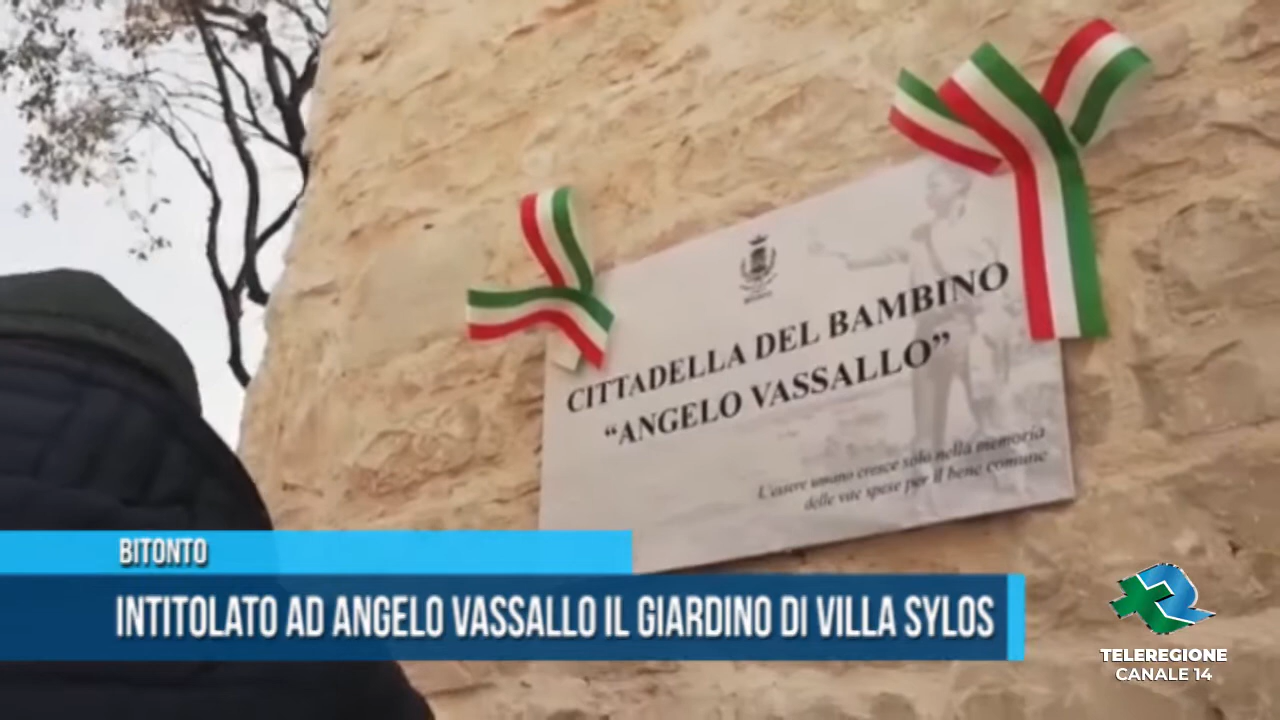 CITTADELLA DEL BAMBINO
“ANGELO VASSALLO”
L'essere umano cresce solo nella memoria
delle vite spese per il bene comune
BITONTO
INTITOLATO AD ANGELO VASSALLO IL GIARDINO DI VILLA SYLOS
TELEREGIONE
CANALE 14